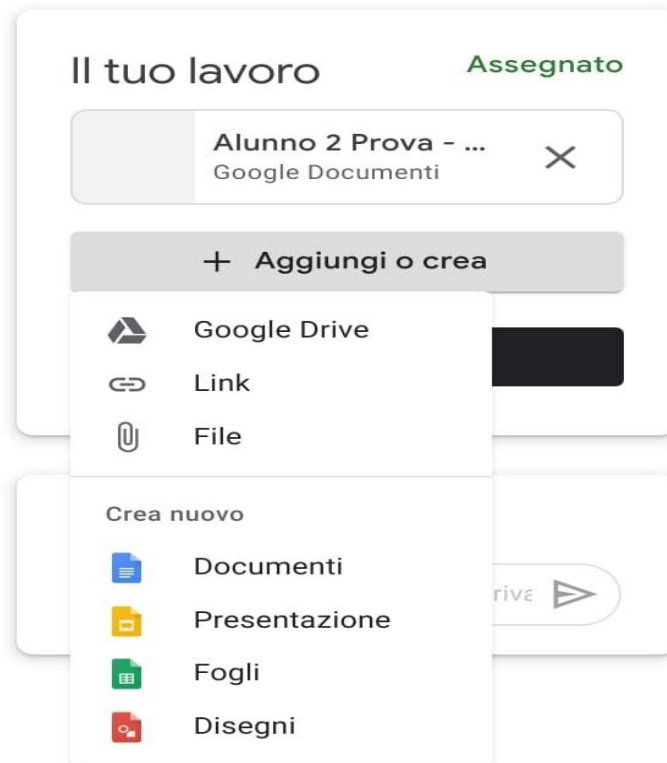 Il tuo lavoro
Assegnato
Alunno 2 Prova - ...
Google Documenti
+ Aggiungi o crea
Google Drive
Link
File
Crea nuovo
Documenti
Presentazione
Fogli
Disegni